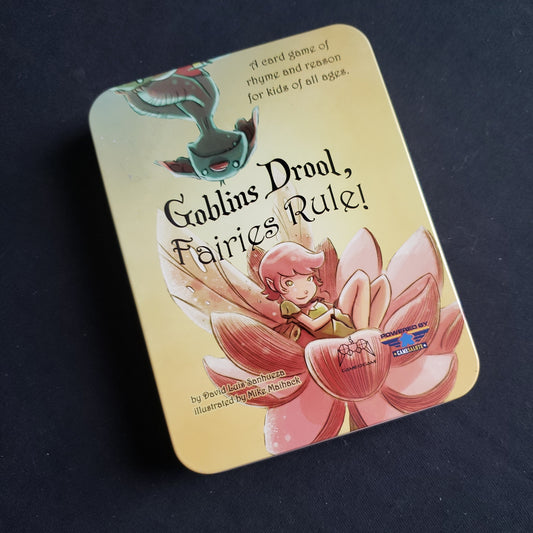 A card game of
rhyme and reason
for kids of all ages.
Goblins Drool,
Fairies Rule!
POWERED BY
GAMESALUTE
by David Luis Sanhueza
illustrated by Mike Maihack